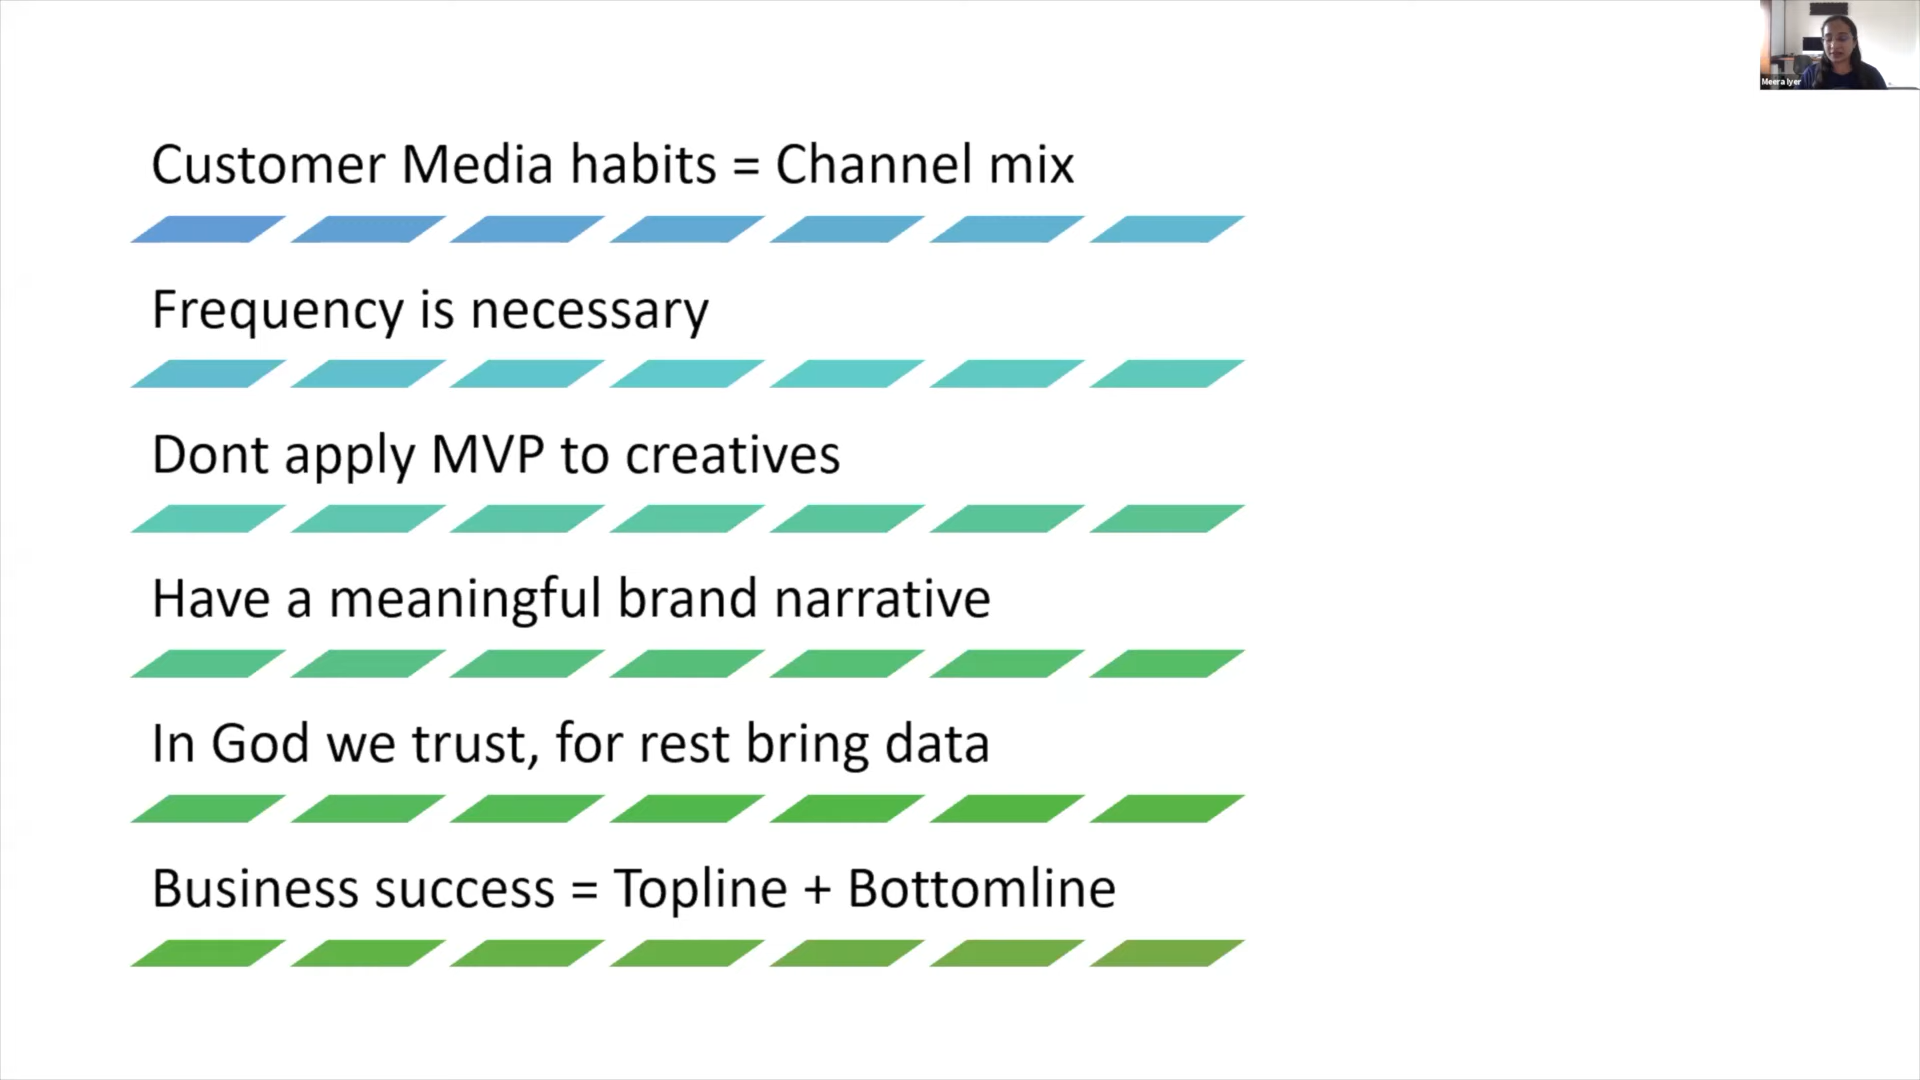 Meera Iyer
Customer Media habits = Channel mix
Frequency is necessary
Dont apply MVP to creatives
Have a meaningful brand narrative
In God we trust, for rest bring data
Business success = Topline + Bottomline